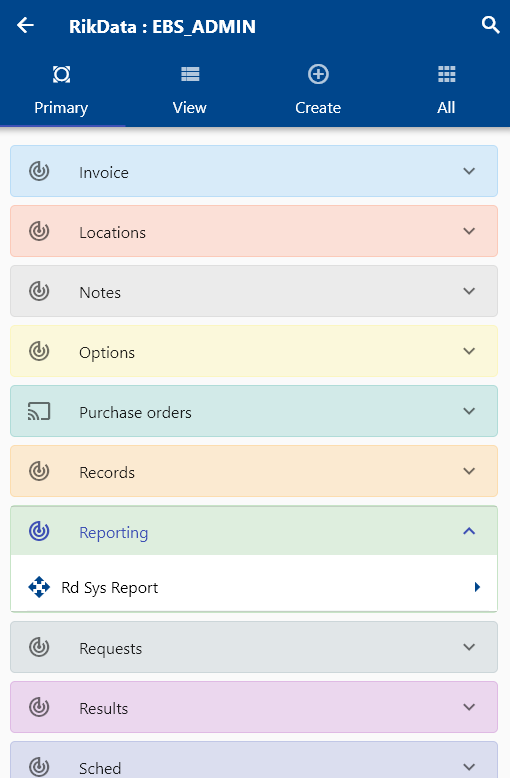 RikData : EBS_ADMIN
Primary View Create All
Invoice
Locations
Notes
Options
Purchase orders
Records
Reporting
Rd Sys Report
Requests
Results
Sched